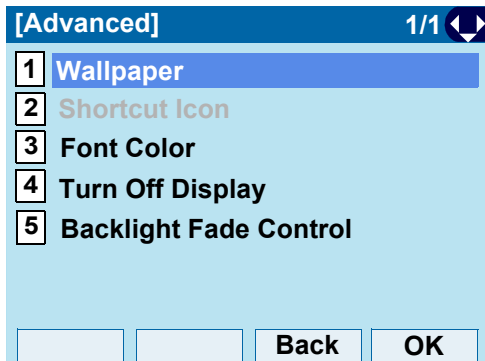 [Advanced] 1/1
1 Wallpaper
2 Shortcut Icon
3 Font Color
4 Turn Off Display
5 Backlight Fade Control
Back OK